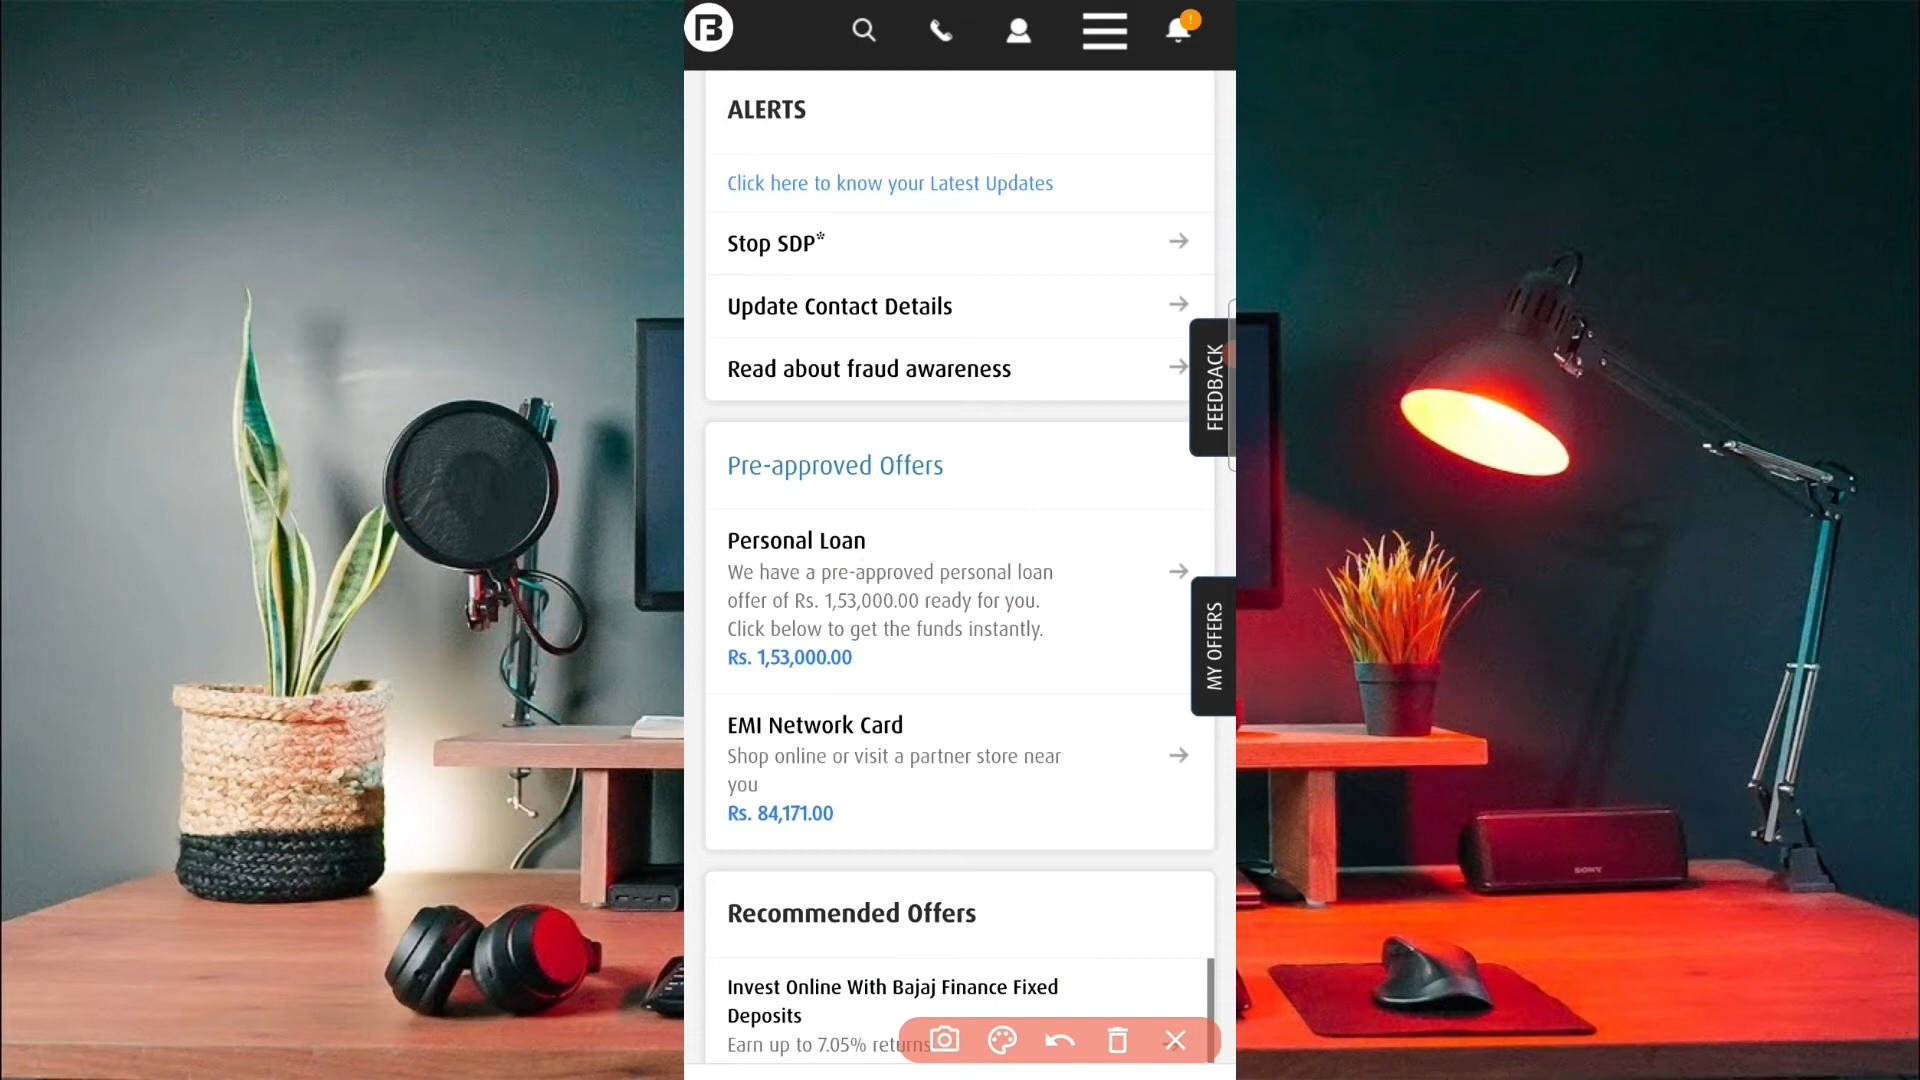 ALERTS
Click here to know your Latest Updates
Stop SDP*
Update Contact Details
Read about fraud awareness
FEEDBACK
Pre-approved Offers
Personal Loan
We have a pre-approved personal loan
offer of Rs. 1,53,000.00 ready for you.
Click below to get the funds instantly.
Rs. 1,53,000.00
MY OFFERS
EMI Network Card
Shop online or visit a partner store near
you
Rs. 84,171.00
Recommended Offers
Invest Online With Bajaj Finance Fixed
Deposits
Earn up to 7.05% returns
SONY